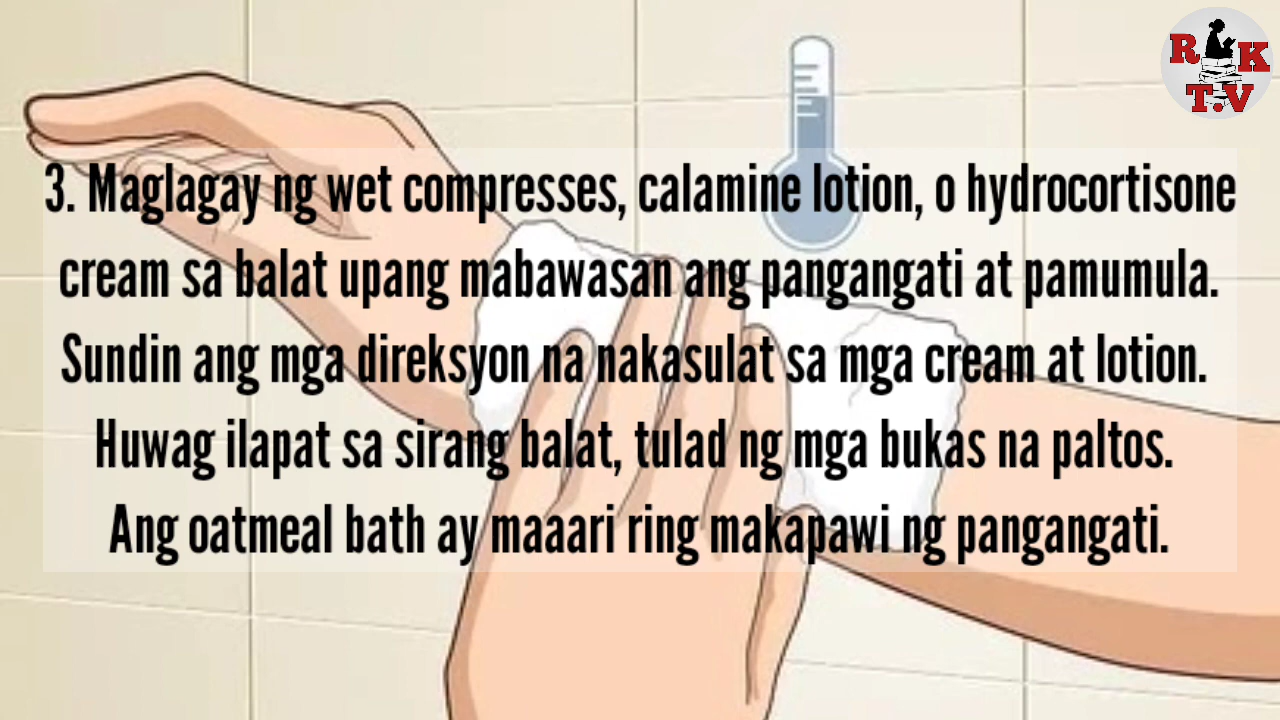 R K
T.V
3. Maglagay ng wet compresses, calamine lotion, o hydrocortisone
cream sa balat upang mabawasan ang pangangati at pamumula.
Sundin ang mga direksyon na nakasulat sa mga cream at lotion.
Huwag ilapat sa sirang balat, tulad ng mga bukas na paltos.
Ang oatmeal bath ay maaari ring makapawi ng pangangati.